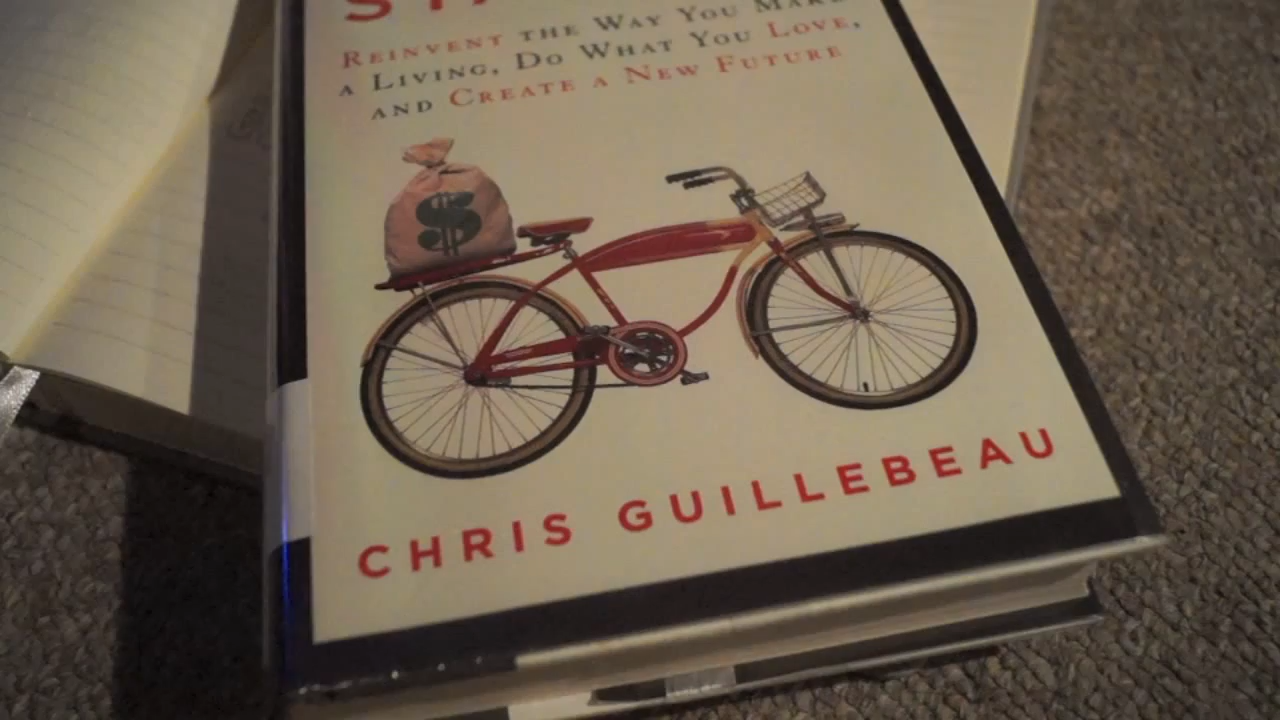 REINVENT THE WAY YOU MAKE
A LIVING, DO WHAT YOU LOVE,
AND CREATE A NEW FUTURE
$
CHRIS GUILLEBEAU